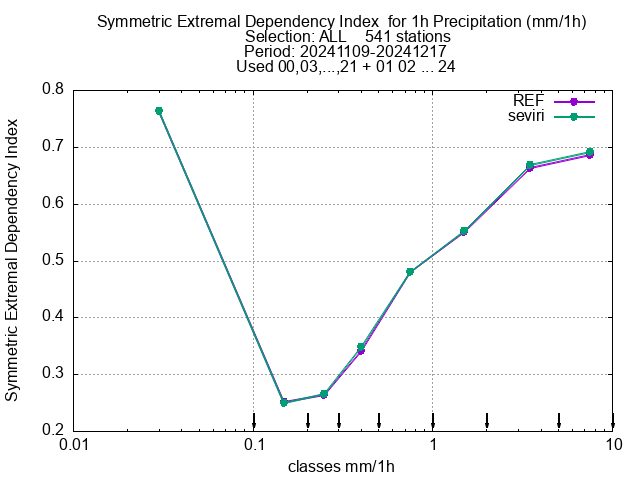 Symmetric Extremal Dependency Index  for 1h Precipitation (mm/1h)
Selection: ALL    541 stations
Period: 20241109-20241217
Used 00,03,...,21 + 01 02 ... 24
REF
seviri
Symmetric Extremal Dependency Index
0.8
0.7
0.6
0.5
0.4
0.3
0.2
0.01
0.1
1
10
classes mm/1h